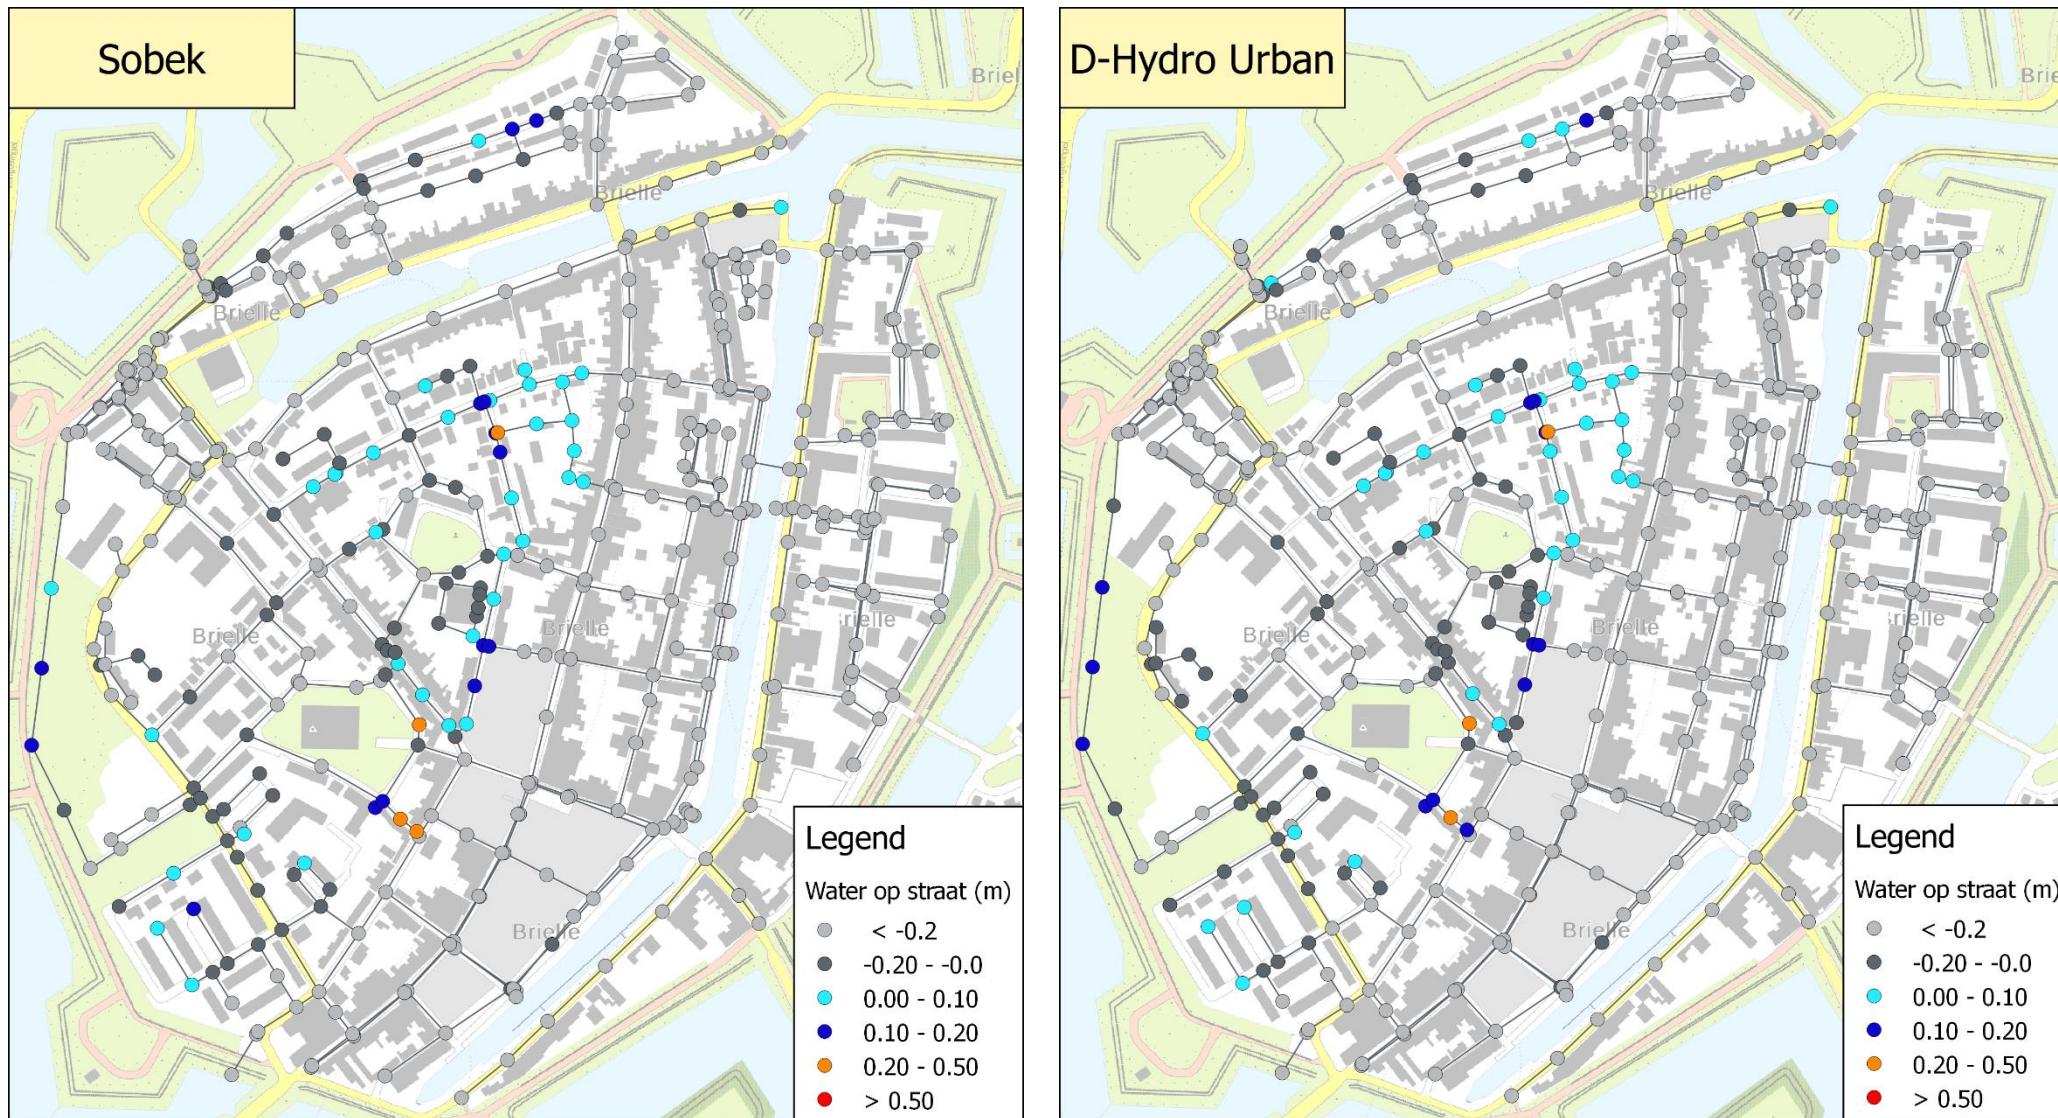 Sobek
Briel
Brielle
Brielle
Brielle
Brielle
Brielle
Brielle
Legend
Water op straat (m)
< -0.2
-0.20 - -0.0
0.00 - 0.10
0.10 - 0.20
0.20 - 0.50
> 0.50
D-Hydro Urban
Bri
Brielle
Brielle
Brielle
Brielle
rielle
Brielle
Legend
Water op straat (m)
< -0.2
-0.20 - -0.0
0.00 - 0.10
0.10 - 0.20
0.20 - 0.50
> 0.50